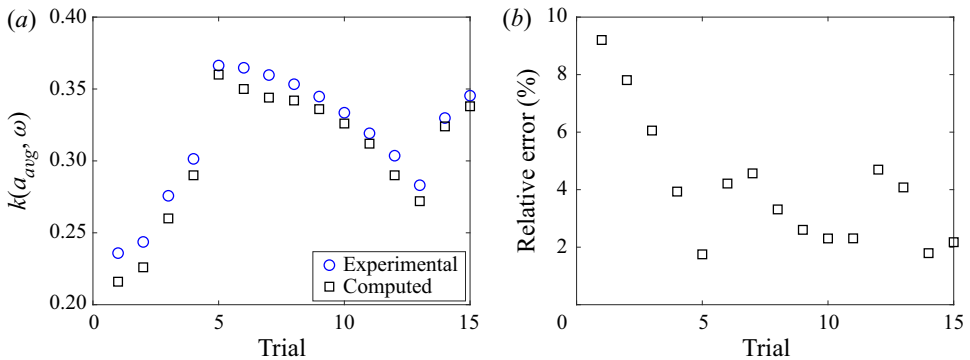 (a)
0.40
0.35
0.30
0.25
0.20
k(a_avg, ω)
0
5
10
15
Trial
Experimental
Computed
(b)
10
8
6
4
2
0
Relative error (%)
5
10
15
Trial